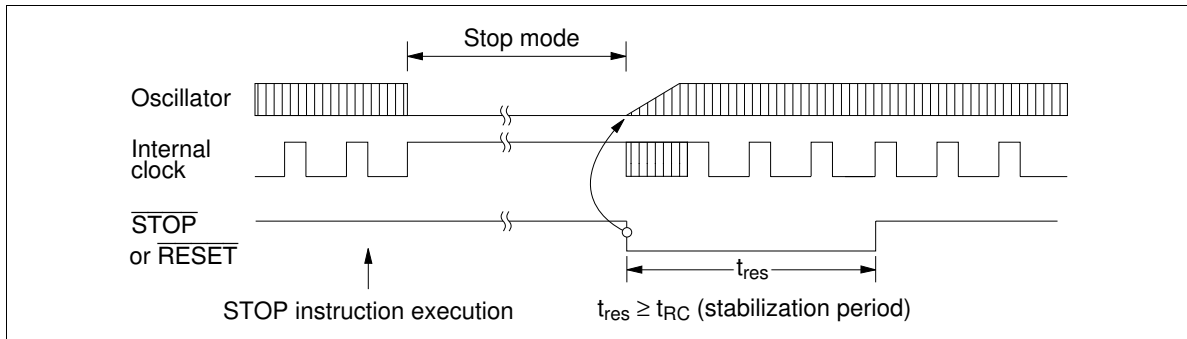 Stop mode
Oscillator
Internal
clock
STOP
or RESET
tres
STOP instruction execution
tres ≥ tRC (stabilization period)